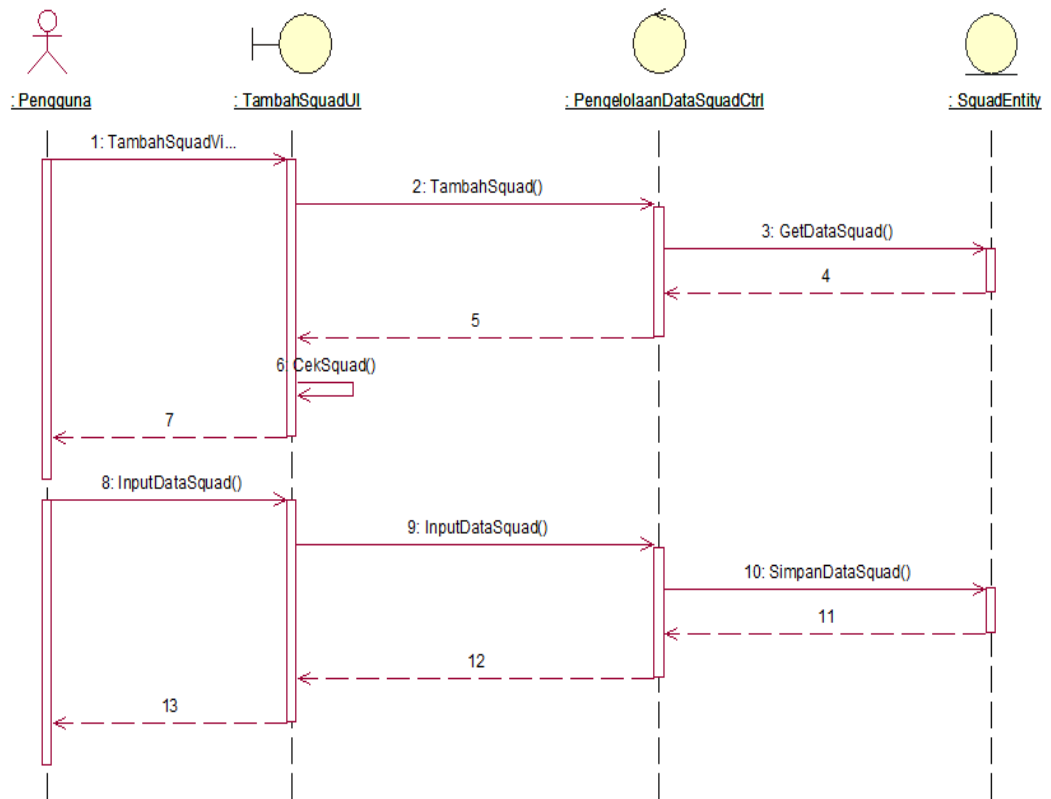 : Pengguna
: TambahSquadUI
: PengelolaanDataSquadCtrl
: SquadEntity
1: TambahSquadVi...
2: TambahSquad()
3: GetDataSquad()
4
5
6: CekSquad()
7
8: InputDataSquad()
9: InputDataSquad()
10: SimpanDataSquad()
11
12
13